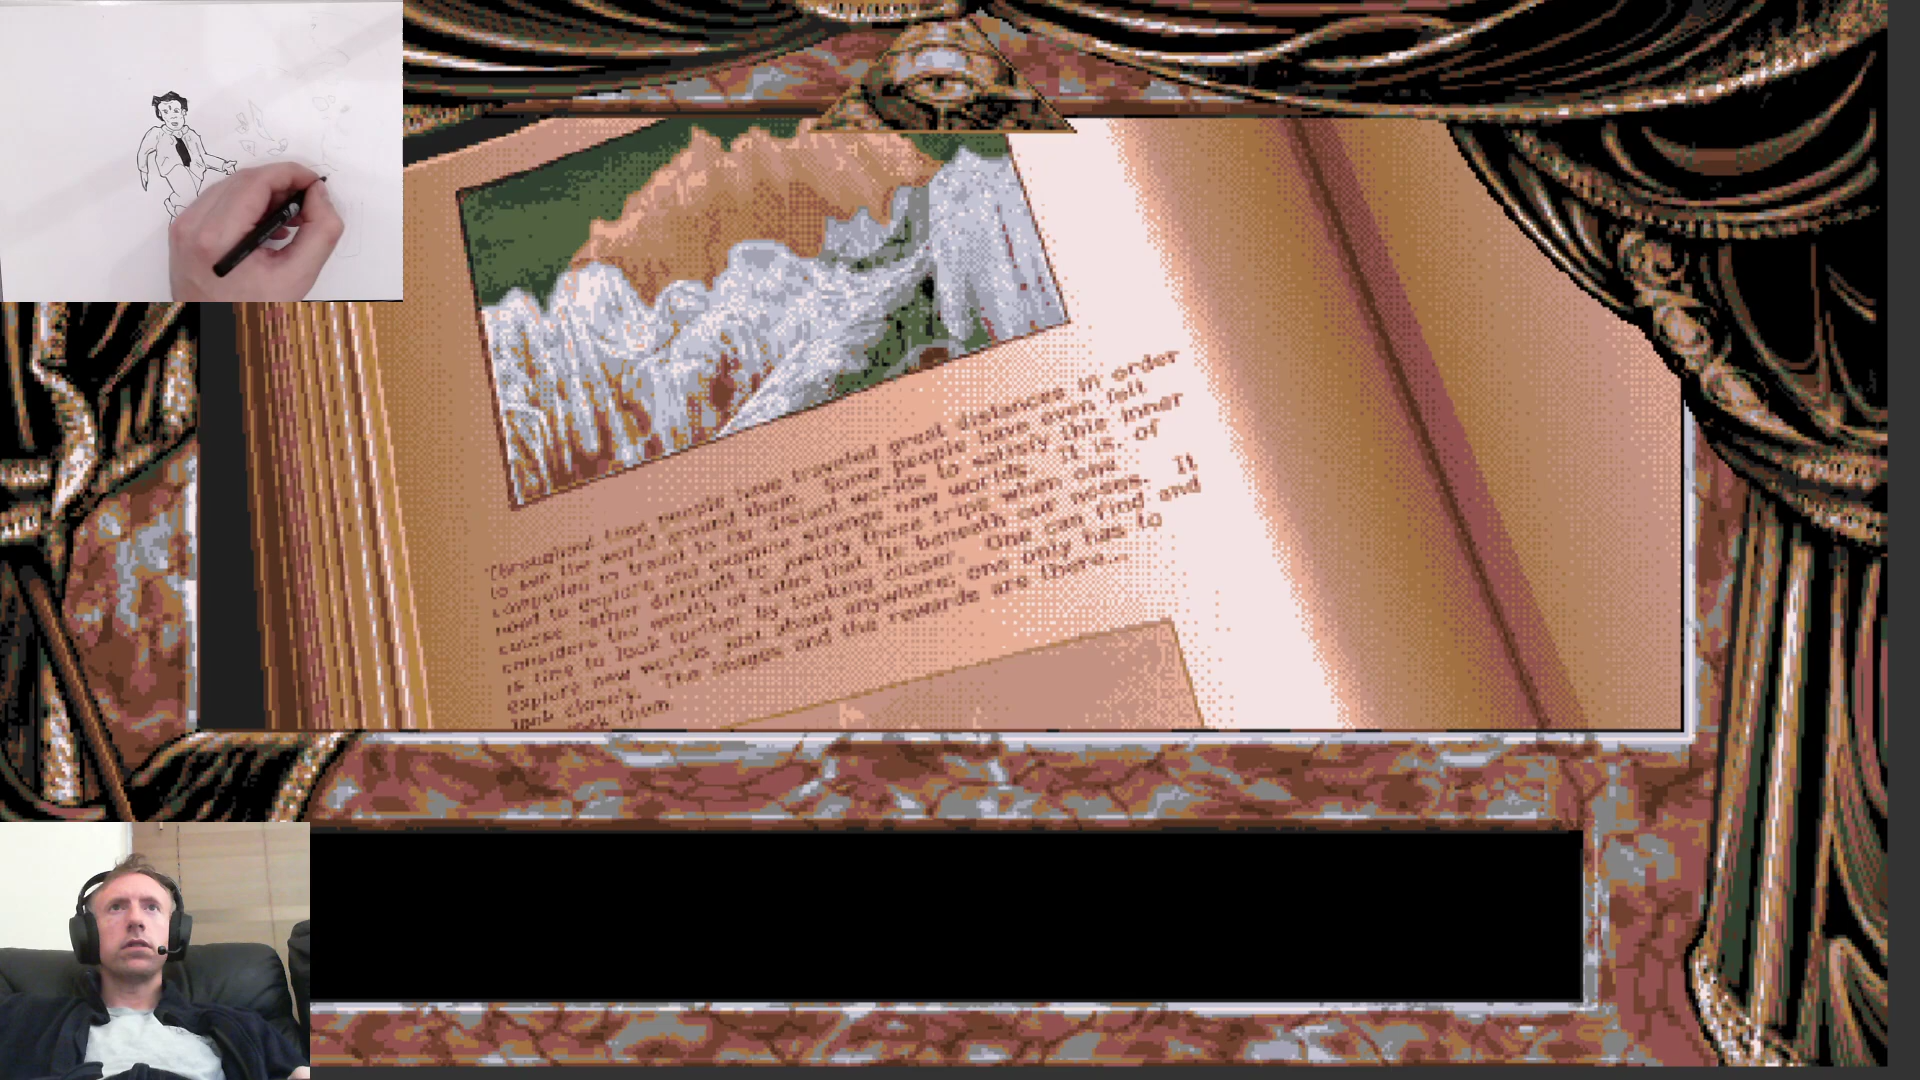 Throughout time people have traveled great distances in order
to see the world around them. Some people have even felt
compelled to travel to far distant worlds to satisfy this inner
need to explore and examine strange new worlds. It is, of
course rather difficult to justify these trips when one
considers the wealth of sites that lie beneath our noses. It
is time to look further by looking closer. One can find and
explore new worlds just about anywhere; one only has to
look closely. The images and the rewards are there...
seek them.